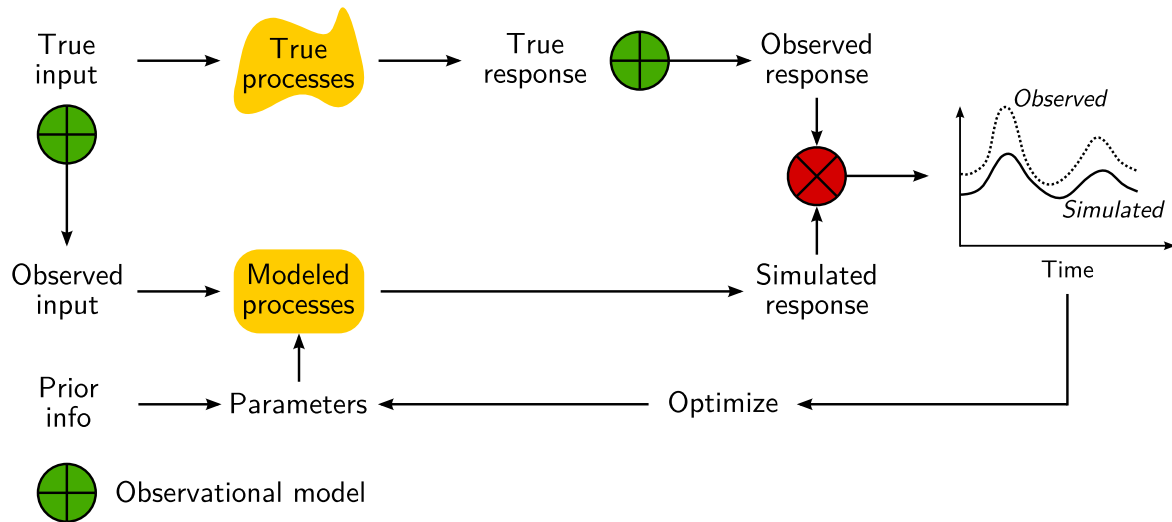 True
input
True
processes
True
response
Observed
response
Observed
Simulated
Time
Observed
input
Modeled
processes
Simulated
response
Prior
info
Parameters
Optimize
Observational model